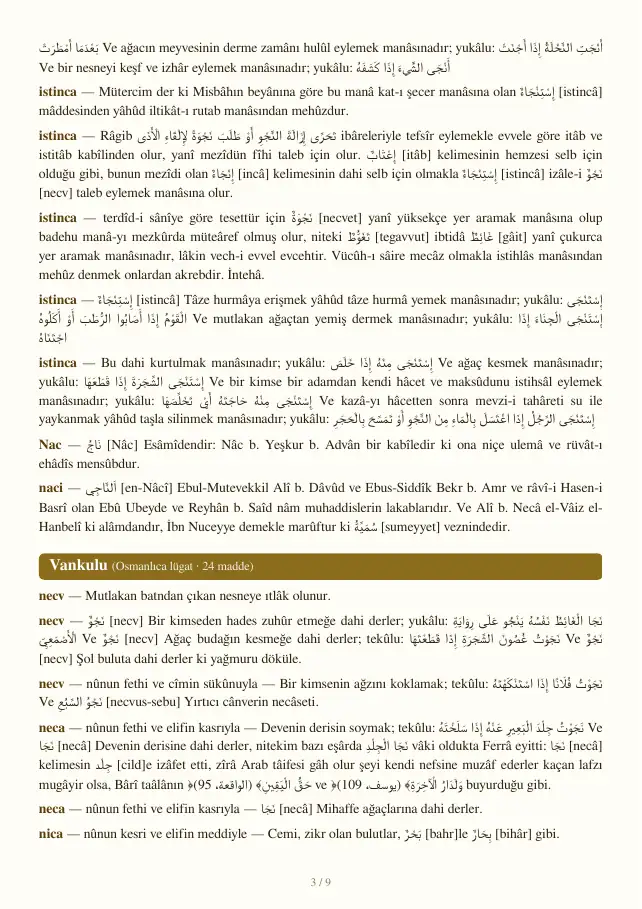 أَنْجَتِ النَّخْلَةُ إِذَا أَجْنَتْ Ve ağacın meyvesinin derme zamânı hulûl eylemek manâsınadır; yukâlu: بَعْدَمَا أَمْطَرَتْ
Ve bir nesneyi keşf ve izhâr eylemek manâsınadır; yukâlu: أَنْجَى الشَّيْءَ إِذَا كَشَفَهُ
istinca — Mütercim der ki Misbâhın beyânına göre bu manâ kat-ı şecer manâsına olan إِسْتِنْجَاءٌ [istincâ]
mâddesinden yâhûd iltikât-ı rutab manâsından mehûzdur.
istinca — Râgib تَحَرَّى إِزَالَةَ النَّجْوِ أَوْ طَلَبَ نَجْوَةً لِإِلْقَاءِ الْأَذَى ibâreleriyle tefsîr eylemekle evvele göre itâb ve
istitâb kabîlinden olur, yanî mezîdün fîhi taleb için olur. إِعْتَابٌ [itâb] kelimesinin hemzesi selb için
olduğu gibi, bunun mezîdi olan إِنْجَاءٌ [incâ] kelimesinin dahi selb için olmakla إِسْتِنْجَاءٌ [istincâ] izâle-i نَجْوٌ
[necv] taleb eylemek manâsına olur.
istinca — terdîd-i sânîye göre tesettür için نَجْوَةٌ [necvet] yanî yüksekçe yer aramak manâsına olup
badehu manâ-yı mezkûrda müteâref olmuş olur, niteki تَغَوُّطٌ [tegavvut] ibtidâ غَائِطٌ [gâit] yanî çukurca
yer aramak manâsınadır, lâkin vech-i evvel evcehtir. Vücûh-ı sâire mecâz olmakla istihlâs manâsından
mehûz denmek onlardan akrebdir. İntehâ.
istinca — إِسْتِنْجَاءٌ [istincâ] Tâze hurmâya erişmek yâhûd tâze hurmâ yemek manâsınadır; yukâlu: إِسْتَنْجَى
الْقَوْمُ إِذَا أَصَابُوا الرُّطَبَ أَوْ أَكَلُوهُ Ve mutlakan ağaçtan yemiş dermek manâsınadır; yukâlu: إِسْتَنْجَى الْجِنَاءَ إِذَا
اجْتَنَاهُ
istinca — Bu dahi kurtulmak manâsınadır; yukâlu: إِسْتَنْجَى مِنْهُ إِذَا خَلَصَ Ve ağaç kesmek manâsınadır;
yukâlu: إِسْتَنْجَى الشَّجَرَةَ إِذَا قَطَعَهَا Ve bir kimse bir adamdan kendi hâcet ve maksûdunu istihsâl eylemek
manâsınadır; yukâlu: إِسْتَنْجَى مِنْهُ حَاجَتَهُ أَيْ تَخَلَّصَهَا Ve kazâ-yı hâcetten sonra mevzi-i tahâreti su ile
yaykanmak yâhûd taşla silinmek manâsınadır; yukâlu: إِسْتَنْجَى الرَّجُلُ إِذَا اغْتَسَلَ بِالْمَاءِ مِنَ النَّجْوِ أَوْ تَمَسَّحَ بِالْحَجَرِ
Nac — نَاجٌ [Nâc] Esâmîdendir: Nâc b. Yeşkur b. Advân bir kabîledir ki ona niçe ulemâ ve rüvât-ı
ehâdîs mensûbdur.
naci — اَلنَّاجِي [en-Nâcî] Ebul-Mutevekkil Alî b. Dâvûd ve Ebus-Siddîk Bekr b. Amr ve râvî-i Hasen-i
Basrî olan Ebû Ubeyde ve Reyhân b. Saîd nâm muhaddislerin lakablarıdır. Ve Alî b. Necâ el-Vâiz el-
Hanbelî ki alâmdandır, İbn Nuceyye demekle marûftur ki سُمَيَّةُ [sumeyyet] veznindedir.
Vankulu (Osmanlıca lügat · 24 madde)
necv — Mutlakan batndan çıkan nesneye ıtlâk olunur.
necv — نَجْوٌ [necv] Bir kimseden hades zuhûr etmeğe dahi derler; yukâlu: نَجَا الْغَائِطُ نَفْسُهُ يَنْجُو عَلَى رِوَايَةِ
الْأَصْمَعِيِّ Ve نَجْوٌ [necv] Ağaç budağın kesmeğe dahi derler; tekûlu: نَجَوْتُ غُصُونَ الشَّجَرَةِ إِذَا قَطَعْتَهَا Ve نَجْوٌ
[necv] Şol buluta dahi derler ki yağmuru döküle.
necv — nûnun fethi ve cîmin sükûnuyla — Bir kimsenin ağzını koklamak; tekûlu: نَجَوْتُ فُلَانًا إِذَا اسْتَنْكَهْتَهُ
Ve نَجْوُ السَّبُعِ [necvus-sebu] Yırtıcı cânverin necâseti.
neca — nûnun fethi ve elifin kasrıyla — Devenin derisin soymak; tekûlu: نَجَوْتُ جِلْدَ الْبَعِيرِ عَنْهُ إِذَا سَلَخْتَهُ Ve
نَجَا [necâ] Devenin derisine dahi derler, nitekim bazı eşârda نَجَا الْجِلْدِ vâki oldukta Ferrâ eyitti: نَجَا [necâ]
kelimesin جِلْد [cild]e izâfet etti, zîrâ Arab tâifesi gâh olur şeyi kendi nefsine muzâf ederler kaçan lafzı
mugâyir olsa, Bârî taâlânın ﴿حَقُّ الْيَقِينِ﴾ (الواقعة، 95) ve ﴿وَلَدَارُ الْآخِرَةِ﴾ (يوسف، 109) buyurduğu gibi.
neca — nûnun fethi ve elifin kasrıyla — نَجَا [necâ] Mihaffe ağaçlarına dahi derler.
nica — nûnun kesri ve elifin meddiyle — Cemi, zikr olan bulutlar, بَحْرٌ [bahr]le بِحَارٌ [bihâr] gibi.
3 / 9